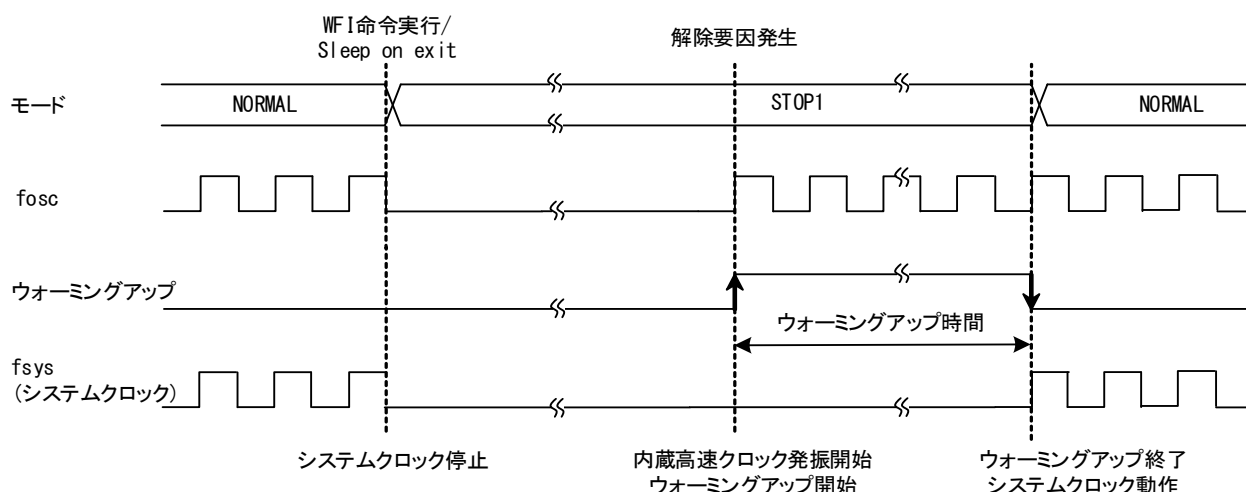 WFI命令実行/
Sleep on exit
解除要因発生
モード
NORMAL
STOP1
NORMAL
fosc
ウォーミングアップ
ウォーミングアップ時間
fsys
(システムクロック)
システムクロック停止
内蔵高速クロック発振開始
ウォーミングアップ開始
ウォーミングアップ終了
システムクロック動作